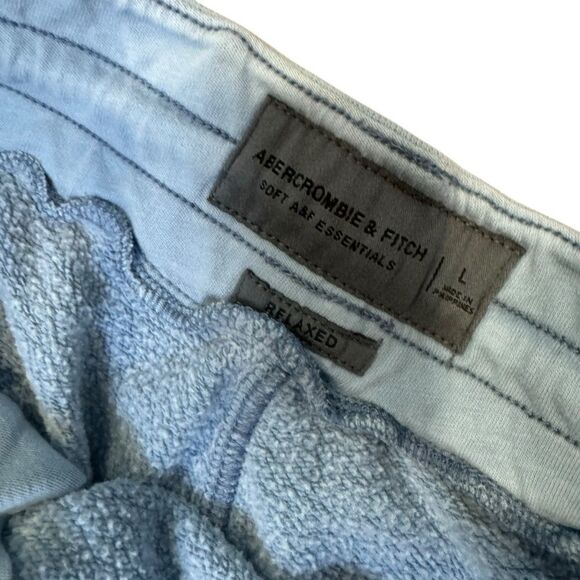 ABERCROMBIE & FITCH
SOFT A&F ESSENTIALS
L
MADE IN
PHILIPPINES
RELAXED